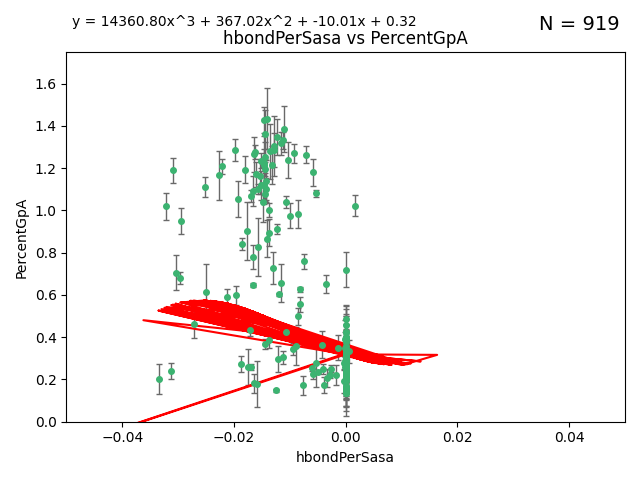 y = 14360.80x^3 + 367.02x^2 + -10.01x + 0.32
N = 919
hbondPerSasa vs PercentGpA
PercentGpA
1.6
1.4
1.2
1.0
0.8
0.6
0.4
0.2
0.0
−0.04 −0.02 0.00 0.02 0.04
hbondPerSasa